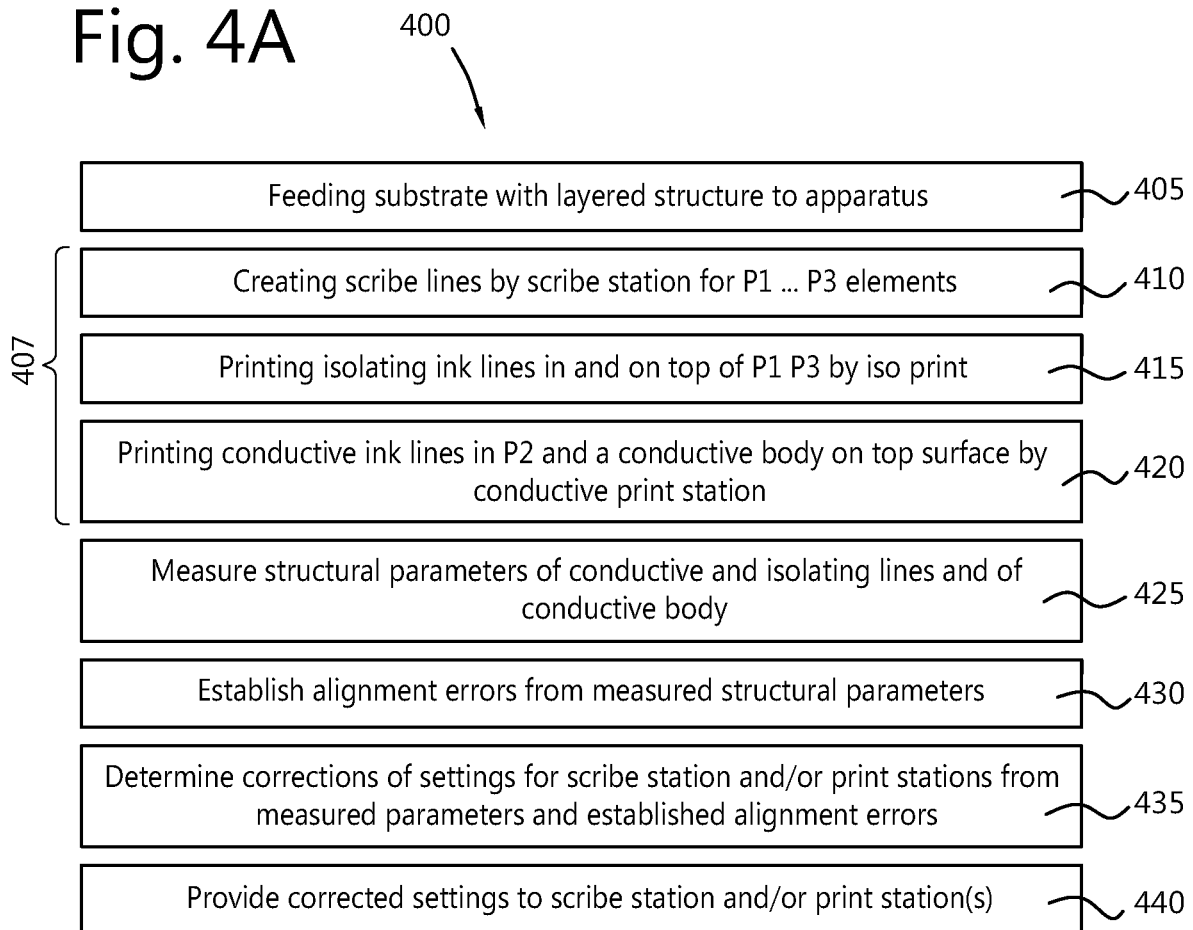 Fig. 4A
400
Feeding substrate with layered structure to apparatus
405
Creating scribe lines by scribe station for P1 ... P3 elements
410
407
Printing isolating ink lines in and on top of P1 P3 by iso print
415
Printing conductive ink lines in P2 and a conductive body on top surface by
conductive print station
420
Measure structural parameters of conductive and isolating lines and of
conductive body
425
Establish alignment errors from measured structural parameters
430
Determine corrections of settings for scribe station and/or print stations from
measured parameters and established alignment errors
435
Provide corrected settings to scribe station and/or print station(s)
440